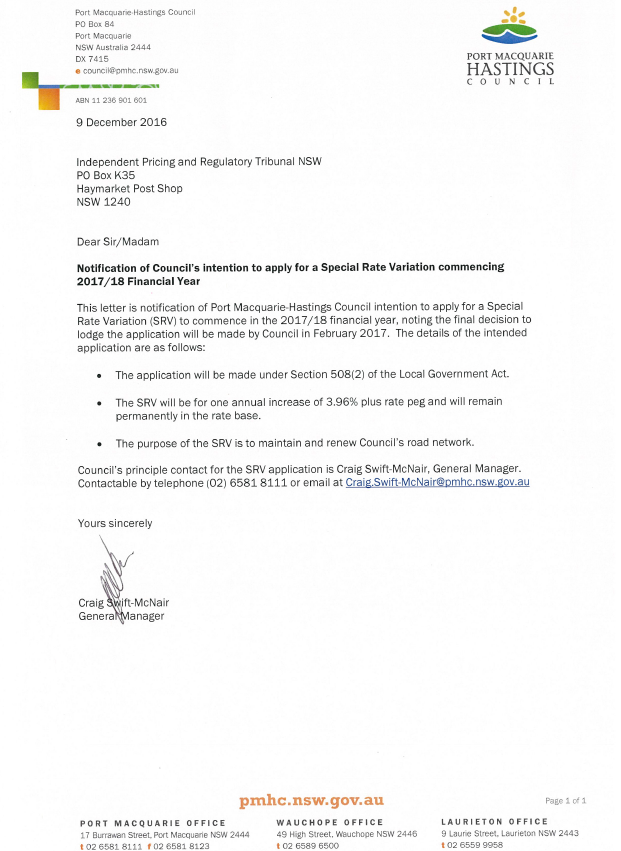 Port Macquarie-Hastings Council
PO Box 84
Port Macquarie
NSW Australia 2444
DX 7415
e council@pmhc.nsw.gov.au
ABN 11 236 901 601
PORT MACQUARIE
HASTINGS
COUNCIL
9 December 2016
Independent Pricing and Regulatory Tribunal NSW
PO Box K35
Haymarket Post Shop
NSW 1240
Dear Sir/Madam
Notification of Council's intention to apply for a Special Rate Variation commencing
2017/18 Financial Year
This letter is notification of Port Macquarie-Hastings Council intention to apply for a Special
Rate Variation (SRV) to commence in the 2017/18 financial year, noting the final decision to
lodge the application will be made by Council in February 2017. The details of the intended
application are as follows:
• The application will be made under Section 508(2) of the Local Government Act.
• The SRV will be for one annual increase of 3.96% plus rate peg and will remain
permanently in the rate base.
• The purpose of the SRV is to maintain and renew Council's road network.
Council's principle contact for the SRV application is Craig Swift-McNair, General Manager.
Contactable by telephone (02) 6581 8111 or email at Craig.Swift-McNair@pmhc.nsw.gov.au
Yours sincerely
Craig Swift-McNair
General Manager
pmhc.nsw.gov.au
Page 1 of 1
PORT MACQUARIE OFFICE
17 Burrawan Street, Port Macquarie NSW 2444
t 02 6581 8111 f 02 6581 8123
WAUCHOPE OFFICE
49 High Street, Wauchope NSW 2446
t 02 6589 6500
LAURIETON OFFICE
9 Laurie Street, Laurieton NSW 2443
t 02 6559 9958